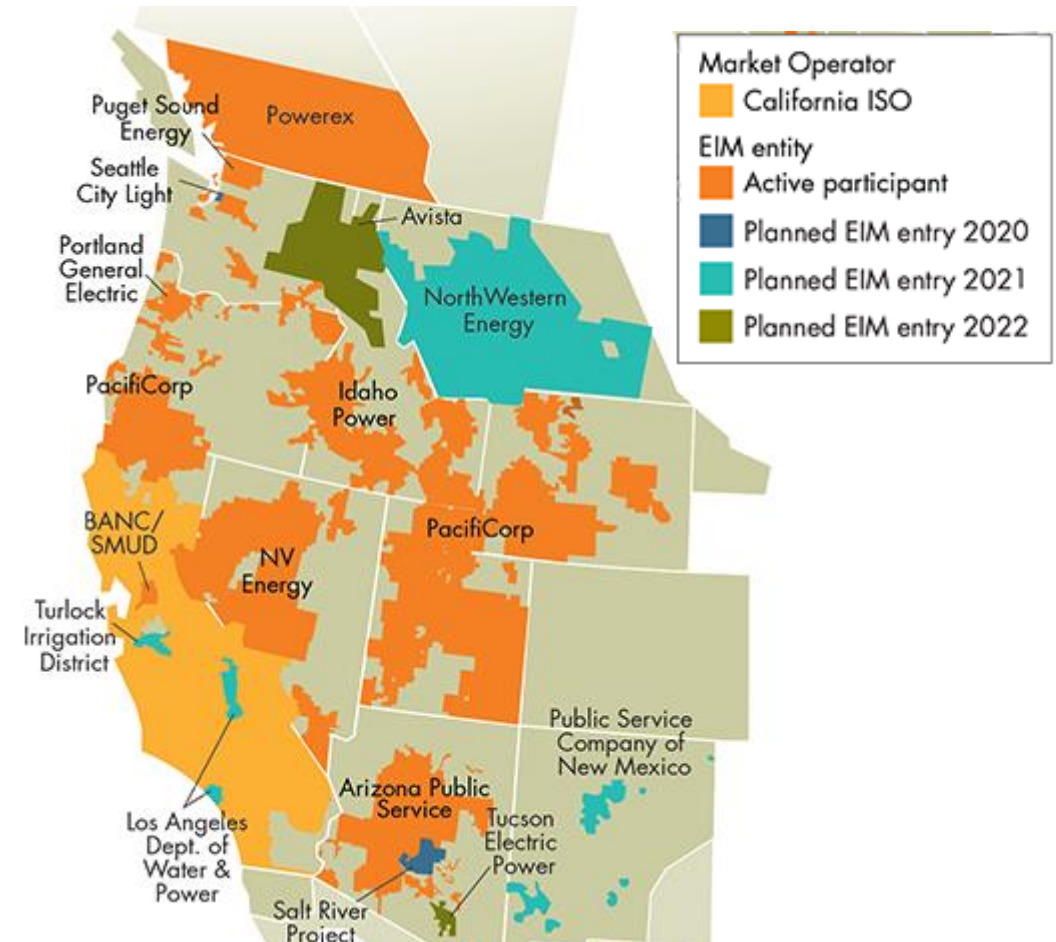 Market Operator
California ISO
EIM entity
Active participant
Planned EIM entry 2020
Planned EIM entry 2021
Planned EIM entry 2022
Powerex
Puget Sound
Energy
Seattle
City Light
Avista
Portland
General
Electric
NorthWestern
Energy
PacifiCorp
Idaho
Power
BANC/
SMUD
PacifiCorp
NV
Energy
Turlock
Irrigation
District
Public Service
Company of
New Mexico
Arizona Public
Service
Los Angeles
Dept. of
Water &
Power
Tucson
Electric
Power
Salt River
Project